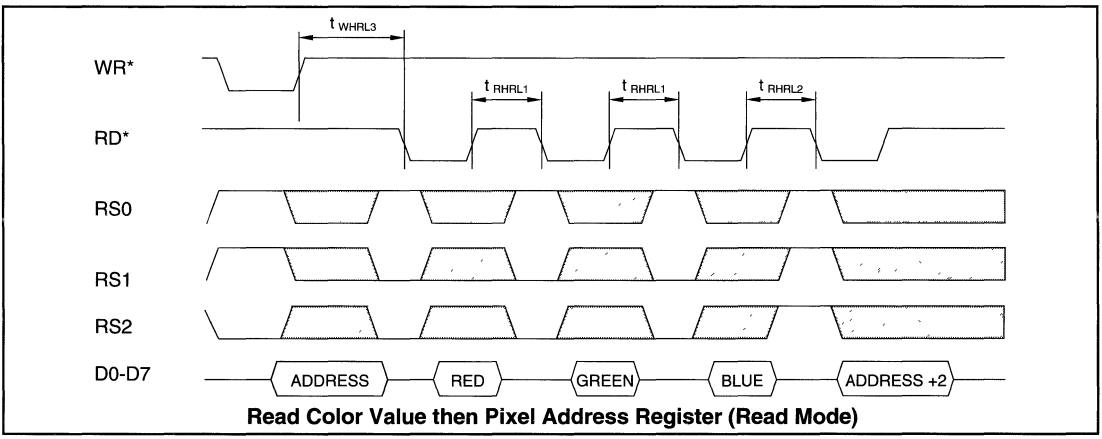 t WHRL3
WR*
t RHRL1 t RHRL1 t RHRL2
RD*
RS0
RS1
RS2
D0-D7 ADDRESS RED GREEN BLUE ADDRESS +2
Read Color Value then Pixel Address Register (Read Mode)